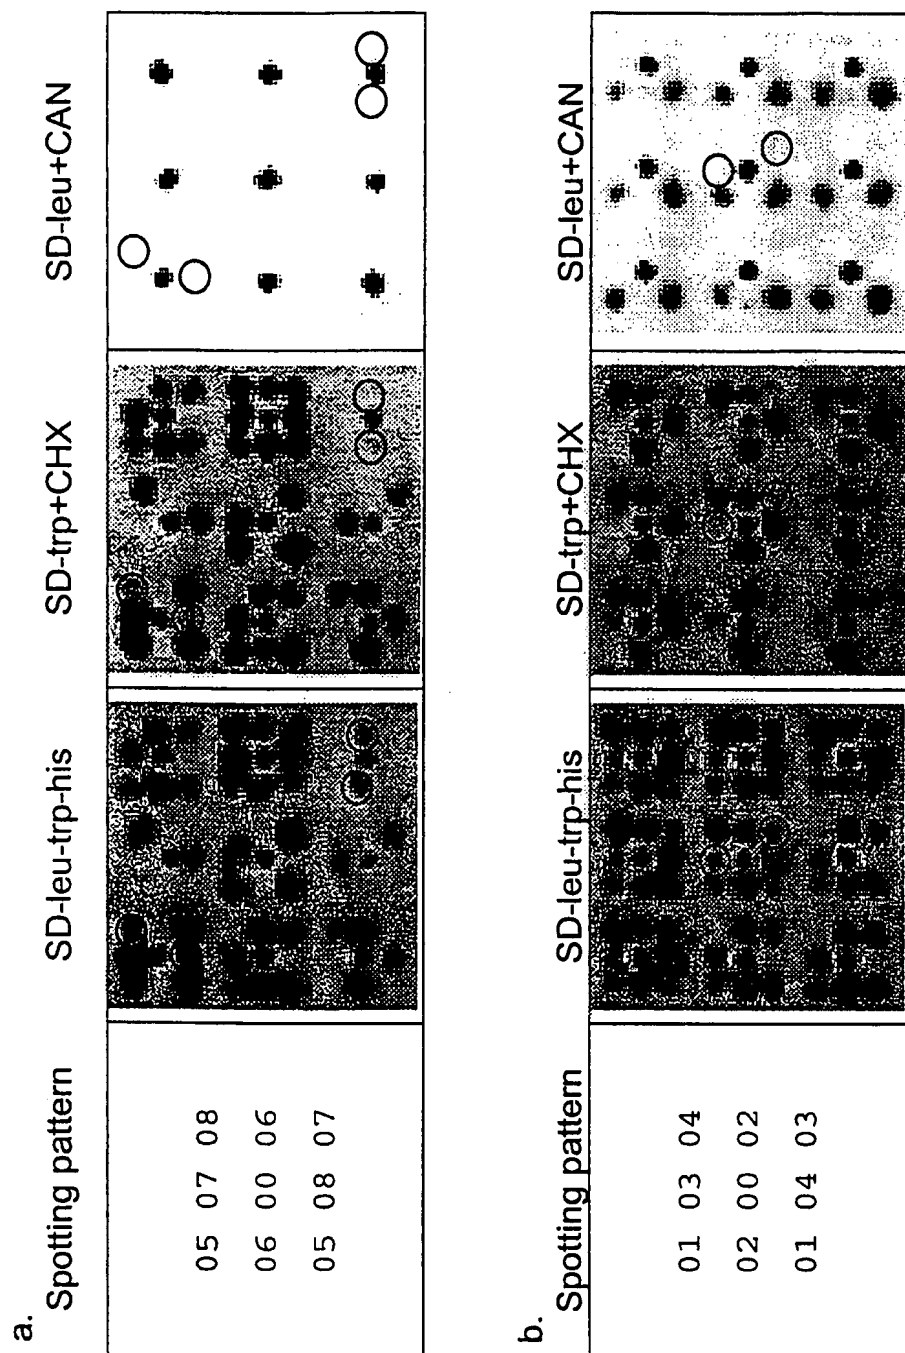 a.
Spotting pattern SD-leu-trp-his SD-trp+CHX SD-leu+CAN
05 07 08
06 00 06
05 08 07
b.
Spotting pattern SD-leu-trp-his SD-trp+CHX SD-leu+CAN
01 03 04
02 00 02
01 04 03